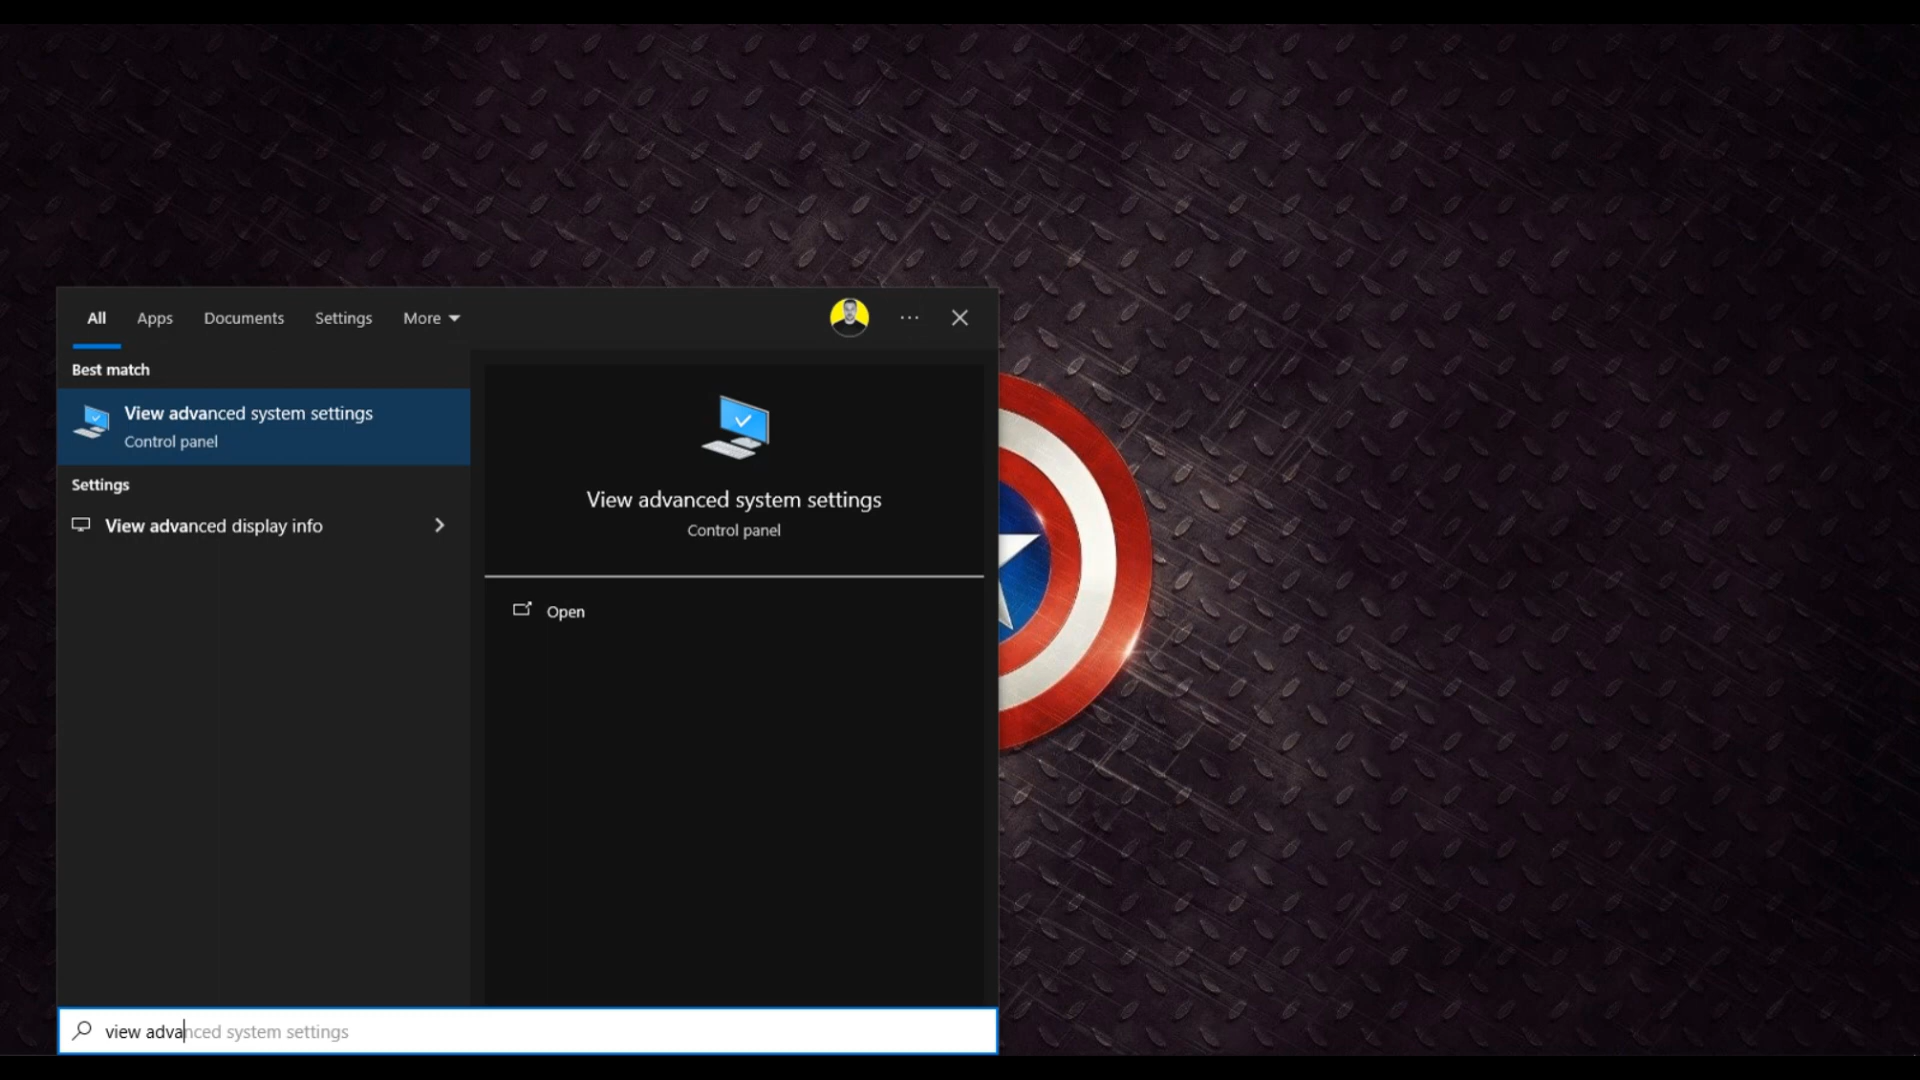 All Apps Documents Settings More
Best match
View advanced system settings
Control panel
Settings
View advanced display info
View advanced system settings
Control panel
Open
view advanced system settings